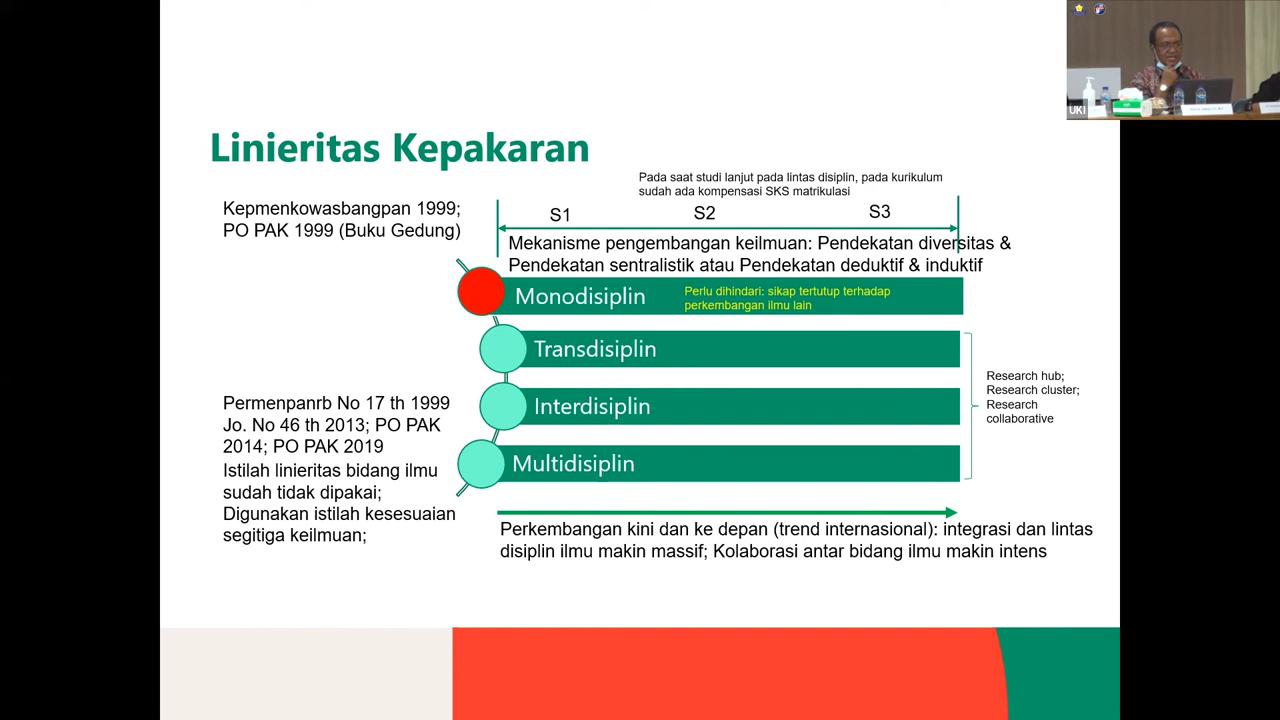 UKI
Linieritas Kepakaran
Pada saat studi lanjut pada lintas disiplin, pada kurikulum
sudah ada kompensasi SKS matrikulasi
Kepmenkowasbangpan 1999;
PO PAK 1999 (Buku Gedung)
S1 S2 S3
Mekanisme pengembangan keilmuan: Pendekatan diversitas &
Pendekatan sentralistik atau Pendekatan deduktif & induktif
Monodisiplin
Perlu dihindari: sikap tertutup terhadap
perkembangan ilmu lain
Transdisiplin
Interdisiplin
Multidisiplin
Research hub;
Research cluster;
Research
collaborative
Permenpanrb No 17 th 1999
Jo. No 46 th 2013; PO PAK
2014; PO PAK 2019
Istilah linieritas bidang ilmu
sudah tidak dipakai;
Digunakan istilah kesesuaian
segitiga keilmuan;
Perkembangan kini dan ke depan (trend internasional): integrasi dan lintas
disiplin ilmu makin massif; Kolaborasi antar bidang ilmu makin intens